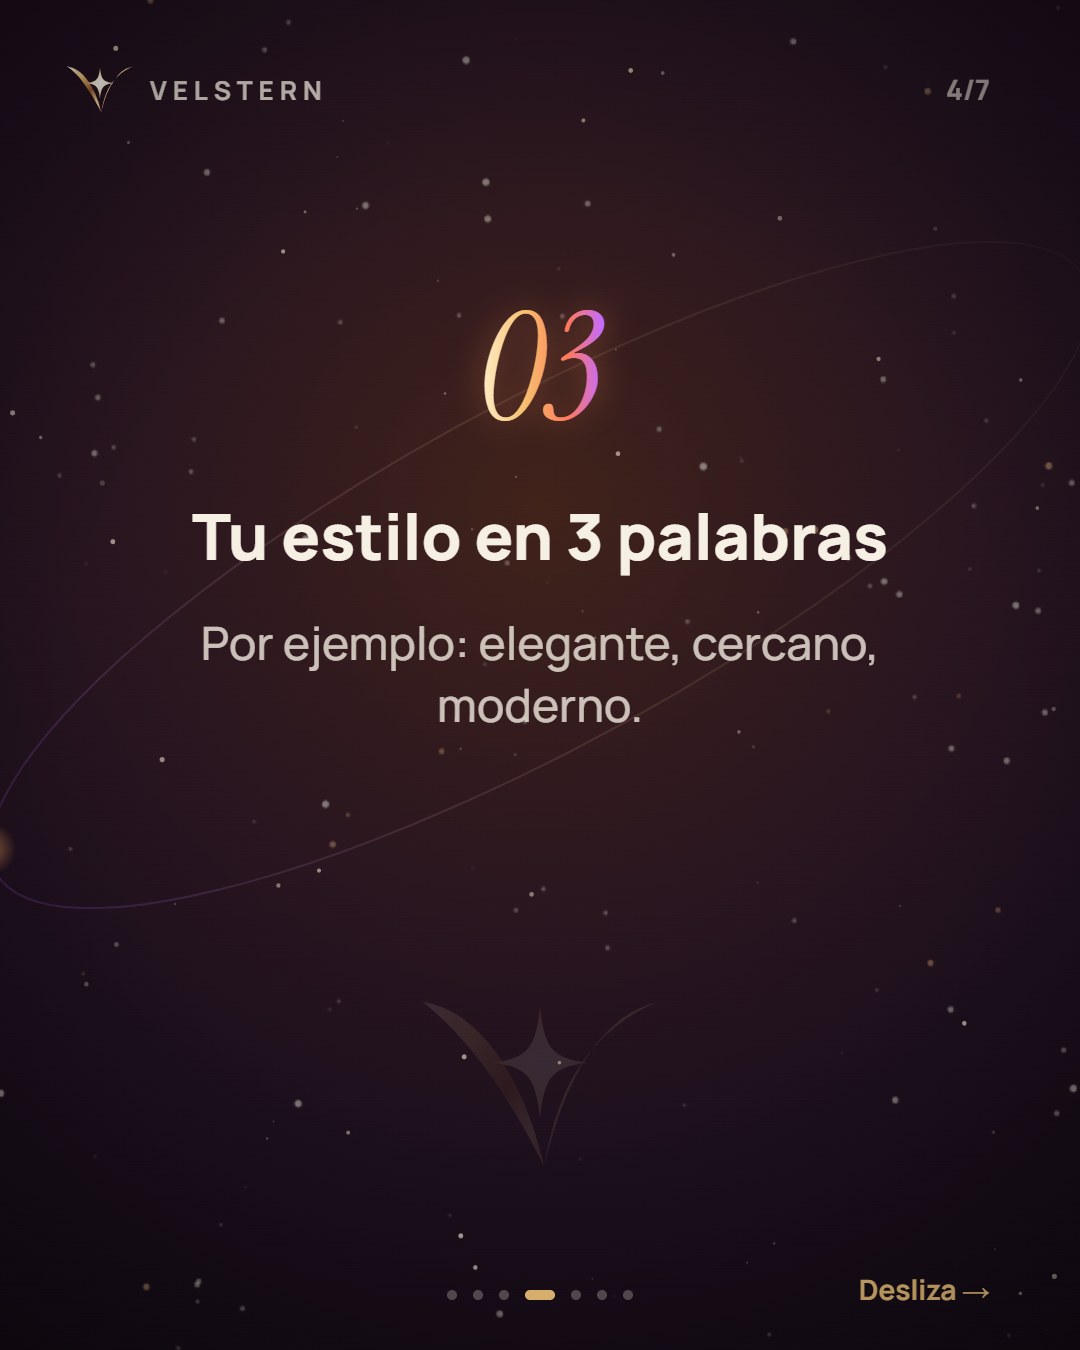 VELSTERN
4/7
03
Tu estilo en 3 palabras
Por ejemplo: elegante, cercano,
moderno.
Desliza →